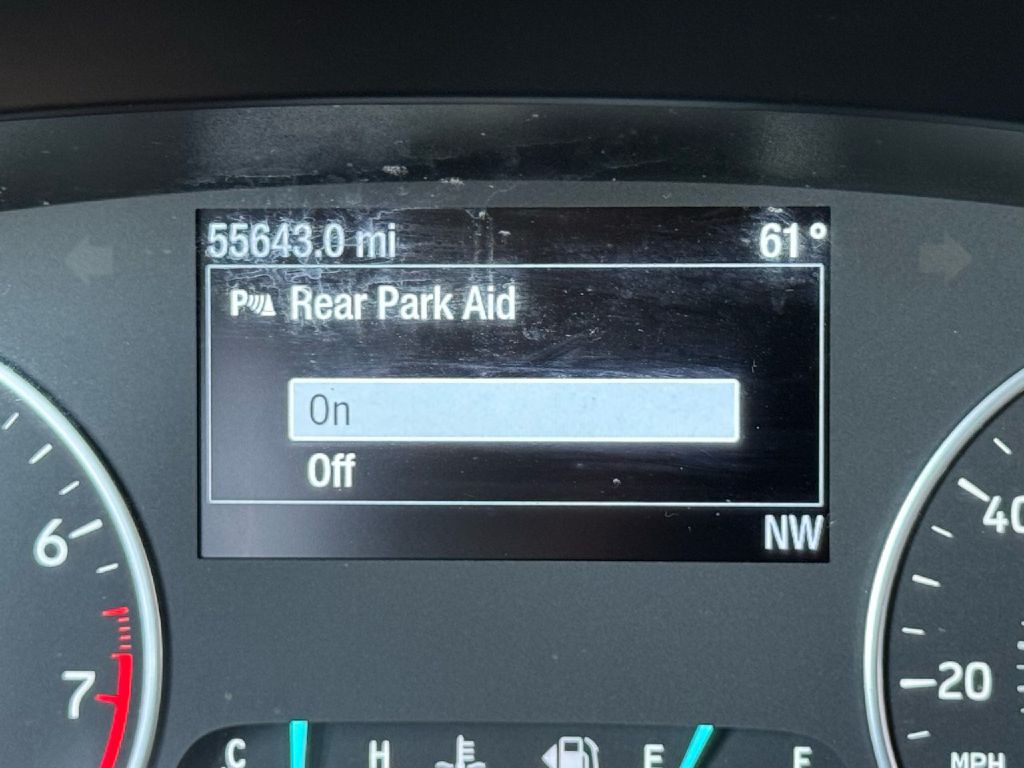 55643.0 mi 61°
P Rear Park Aid
On
Off
NW
6
7
40
20
MPH
C H E F